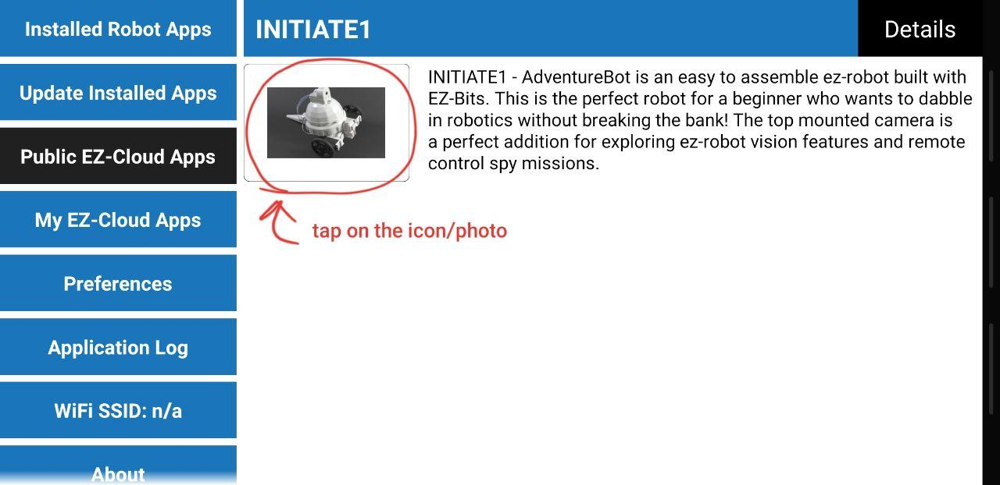 Installed Robot Apps
Update Installed Apps
Public EZ-Cloud Apps
My EZ-Cloud Apps
Preferences
Application Log
WiFi SSID: n/a
About
INITIATE1
Details
INITIATE1 - AdventureBot is an easy to assemble ez-robot built with
EZ-Bits. This is the perfect robot for a beginner who wants to dabble
in robotics without breaking the bank! The top mounted camera is
a perfect addition for exploring ez-robot vision features and remote
control spy missions.
tap on the icon/photo